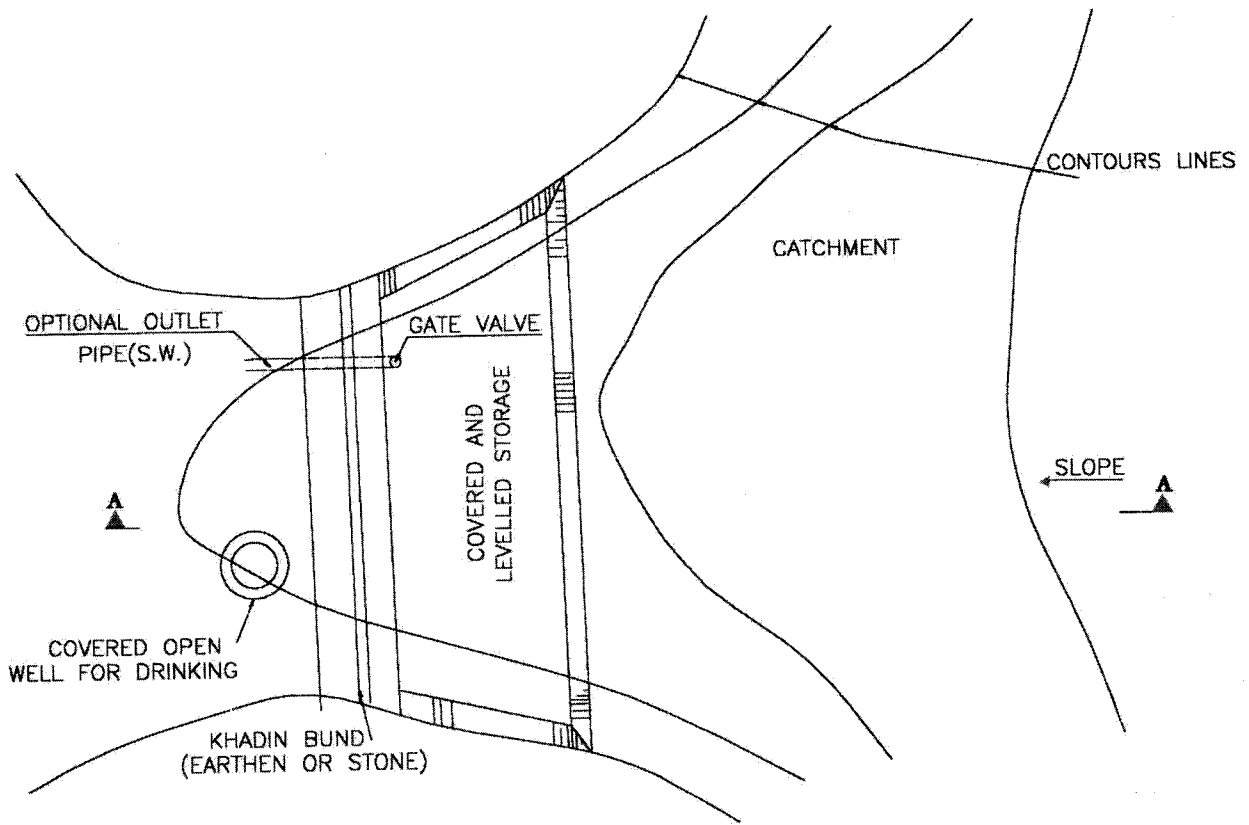 CONTOURS LINES
CATCHMENT
OPTIONAL OUTLET
PIPE(S.W.)
GATE VALVE
COVERED AND
LEVELLED STORAGE
SLOPE
A
A
COVERED OPEN
WELL FOR DRINKING
KHADIN BUND
(EARTHEN OR STONE)